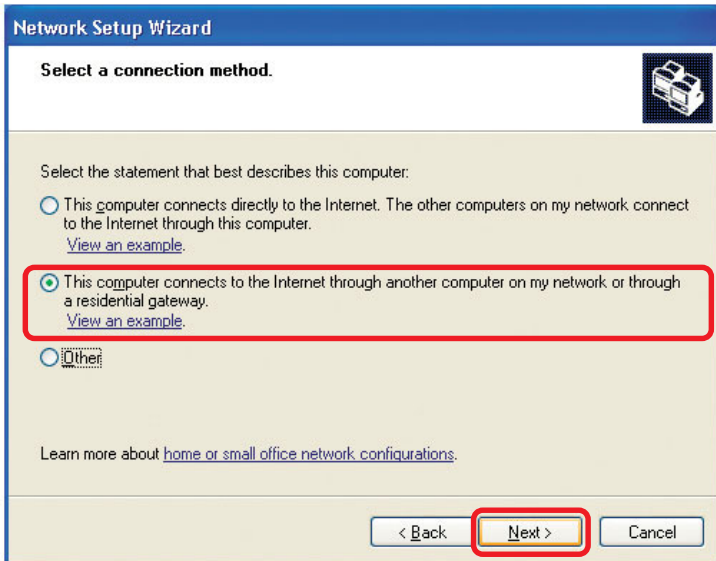 Network Setup Wizard
Select a connection method.
Select the statement that best describes this computer:
This computer connects directly to the Internet. The other computers on my network connect
to the Internet through this computer.
View an example.
This computer connects to the Internet through another computer on my network or through
a residential gateway.
View an example.
Other
Learn more about home or small office network configurations.
< Back Next > Cancel